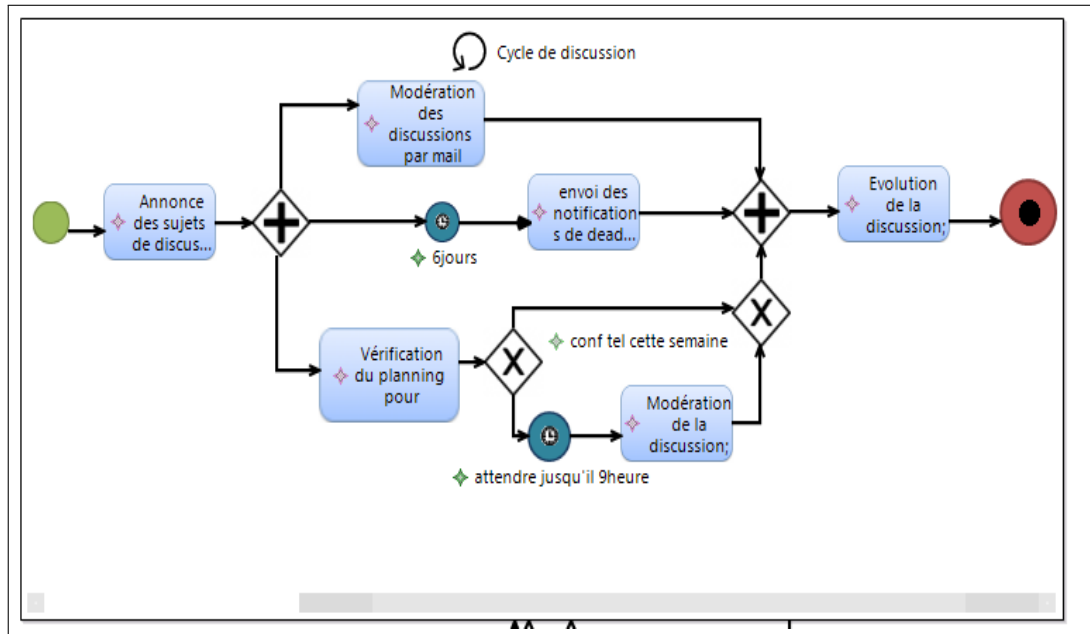 Cycle de discussion
Modération
des
discussions
par mail
Annonce
des sujets
de discus...
envoi des
notification
s de dead...
Evolution
de la
discussion;
6jours
Vérification
du planning
pour
conf tel cette semaine
Modération
de la
discussion;
attendre jusqu'il 9heure